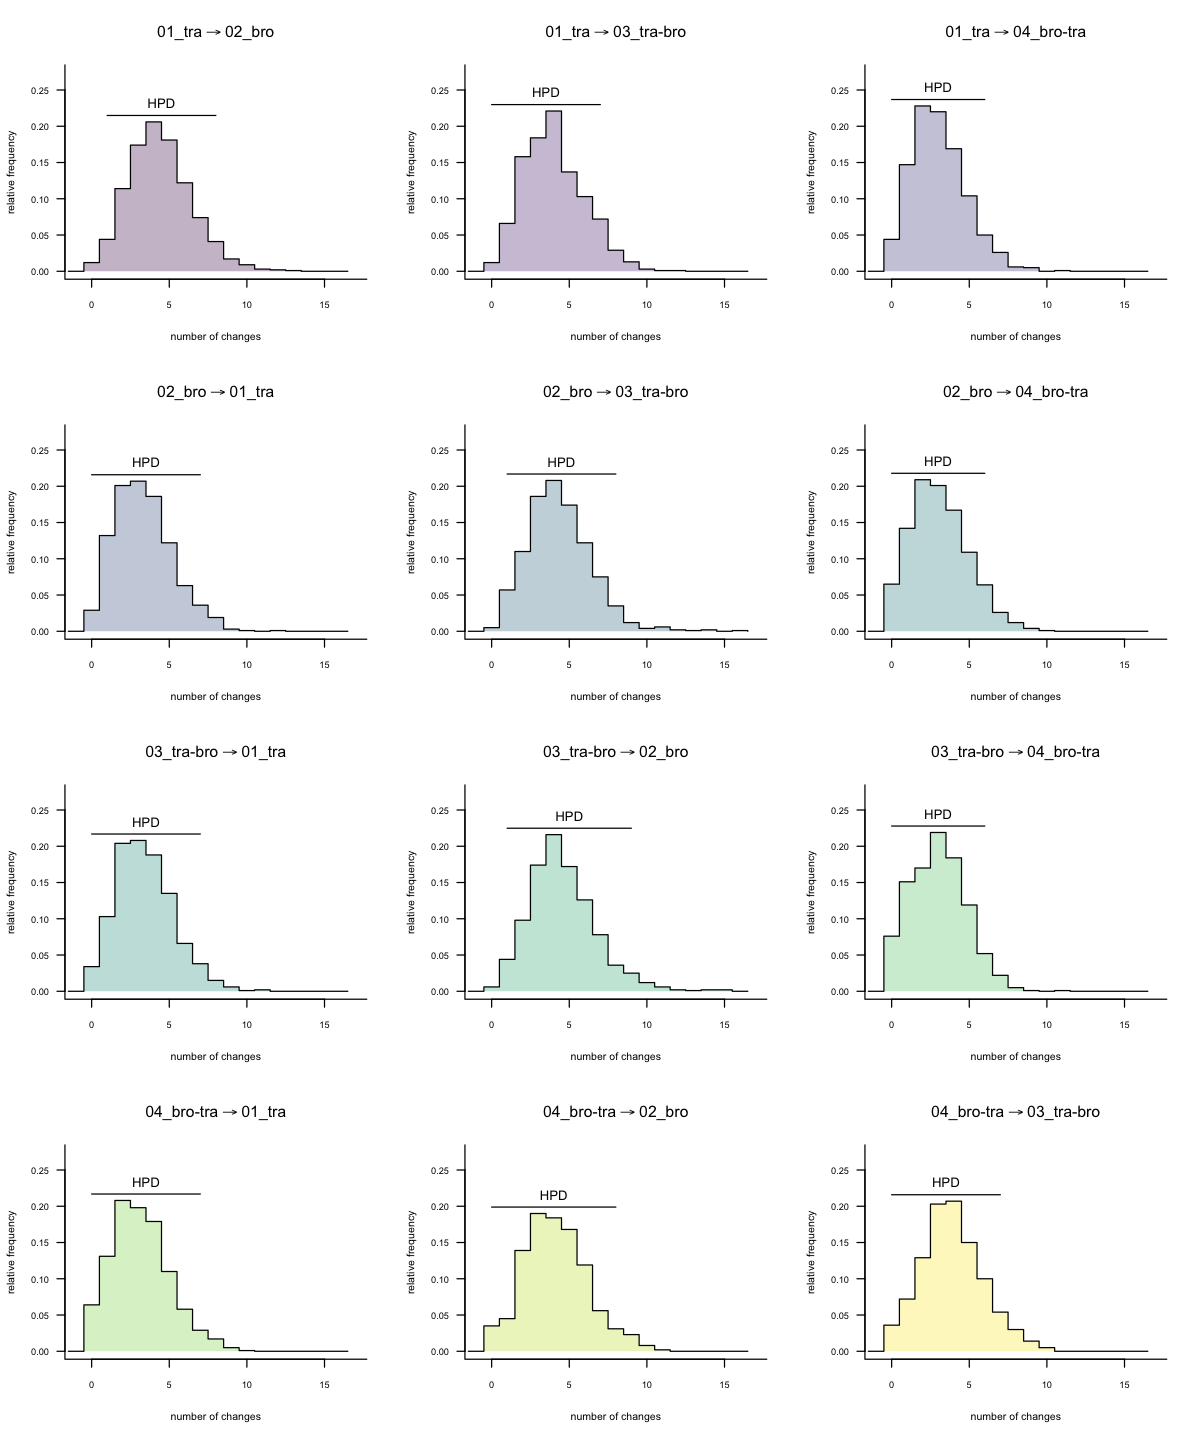 01_tra → 02_bro
01_tra → 03_tra-bro
01_tra → 04_bro-tra
HPD
HPD
HPD
relative frequency
0.25
0.20
0.15
0.10
0.05
0.00
relative frequency
0.25
0.20
0.15
0.10
0.05
0.00
relative frequency
0.25
0.20
0.15
0.10
0.05
0.00
0 5 10 15
0 5 10 15
0 5 10 15
number of changes
number of changes
number of changes
02_bro → 01_tra
02_bro → 03_tra-bro
02_bro → 04_bro-tra
HPD
HPD
HPD
relative frequency
0.25
0.20
0.15
0.10
0.05
0.00
relative frequency
0.25
0.20
0.15
0.10
0.05
0.00
relative frequency
0.25
0.20
0.15
0.10
0.05
0.00
0 5 10 15
0 5 10 15
0 5 10 15
number of changes
number of changes
number of changes
03_tra-bro → 01_tra
03_tra-bro → 02_bro
03_tra-bro → 04_bro-tra
HPD
HPD
HPD
relative frequency
0.25
0.20
0.15
0.10
0.05
0.00
relative frequency
0.25
0.20
0.15
0.10
0.05
0.00
relative frequency
0.25
0.20
0.15
0.10
0.05
0.00
0 5 10 15
0 5 10 15
0 5 10 15
number of changes
number of changes
number of changes
04_bro-tra → 01_tra
04_bro-tra → 02_bro
04_bro-tra → 03_tra-bro
HPD
HPD
HPD
relative frequency
0.25
0.20
0.15
0.10
0.05
0.00
relative frequency
0.25
0.20
0.15
0.10
0.05
0.00
relative frequency
0.25
0.20
0.15
0.10
0.05
0.00
0 5 10 15
0 5 10 15
0 5 10 15
number of changes
number of changes
number of changes